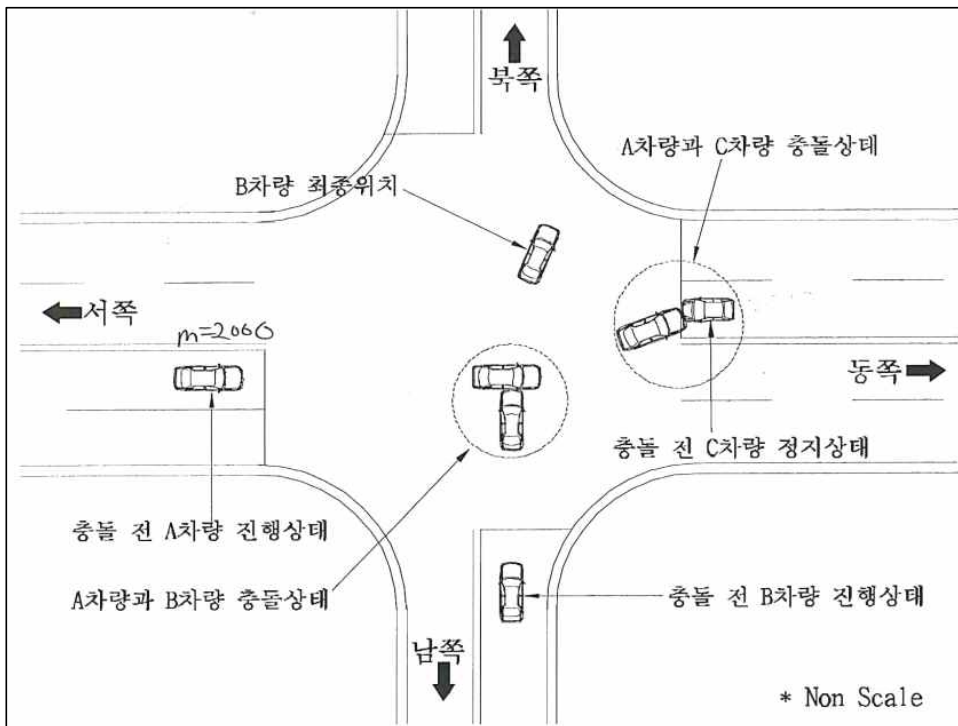 북쪽
A차량과 C차량 충돌상태
B차량 최종위치
서쪽
m=2000
동쪽
충돌 전 C차량 정지상태
충돌 전 A차량 진행상태
A차량과 B차량 충돌상태
충돌 전 B차량 진행상태
남쪽
* Non Scale